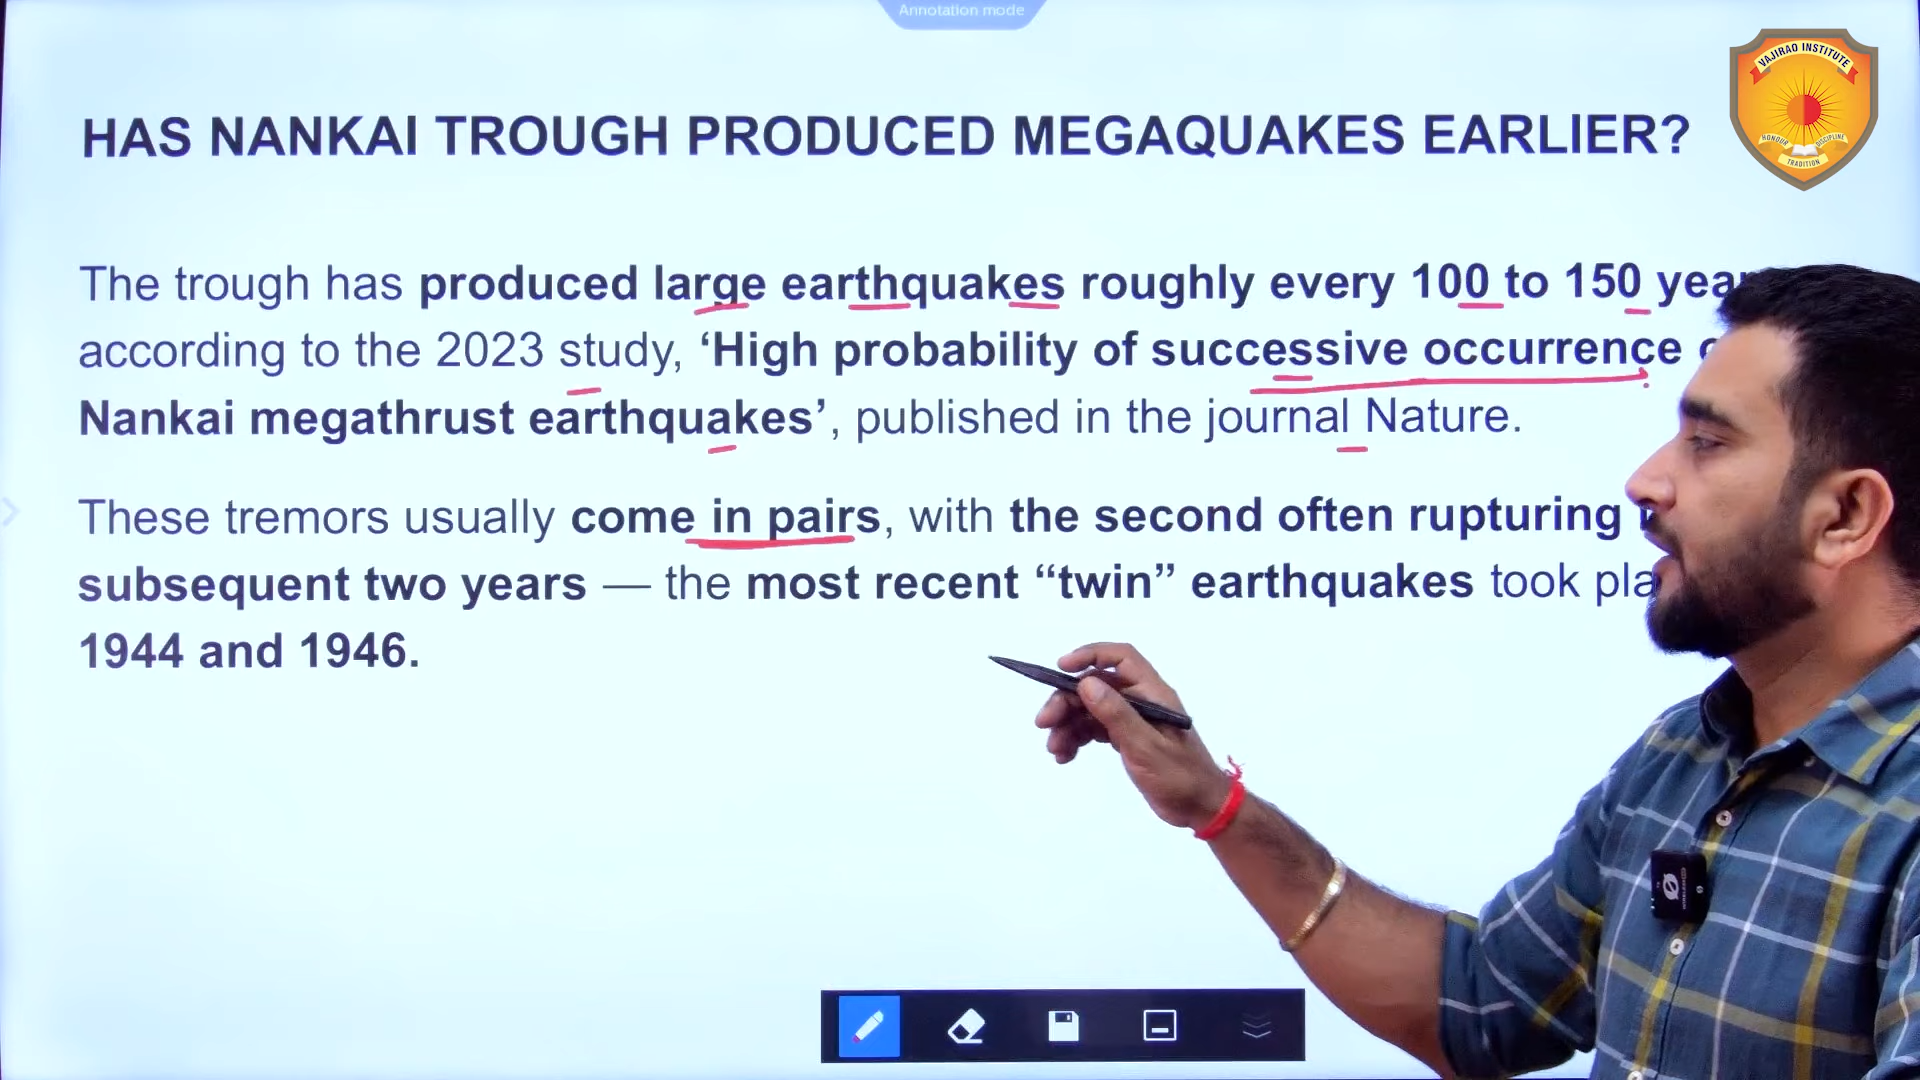 Annotation mode
VAJIRAO INSTITUTE
HONOUR DISCIPLINE
TRADITION
HAS NANKAI TROUGH PRODUCED MEGAQUAKES EARLIER?
The trough has produced large earthquakes roughly every 100 to 150
according to the 2023 study, ‘High probability of successive occurrence
Nankai megathrust earthquakes’, published in the journal Nature.
These tremors usually come in pairs, with the second often rupturing
subsequent two years — the most recent “twin” earthquakes took
1944 and 1946.